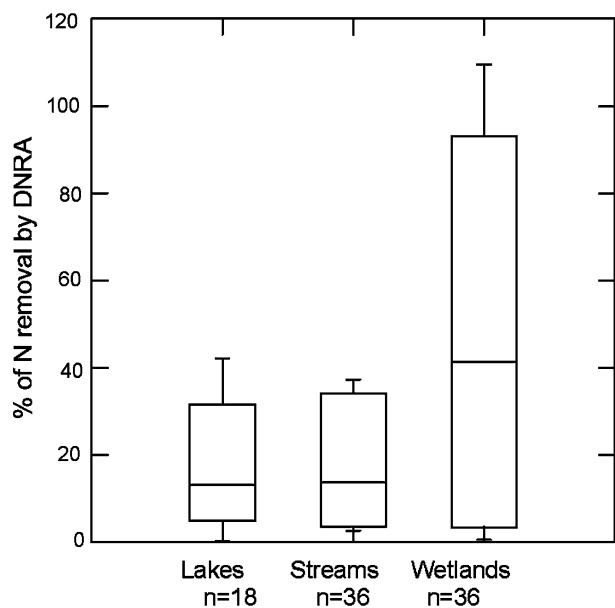 120
100
80
60
40
20
0
% of N removal by DNRA
Lakes Streams Wetlands
n=18 n=36 n=36